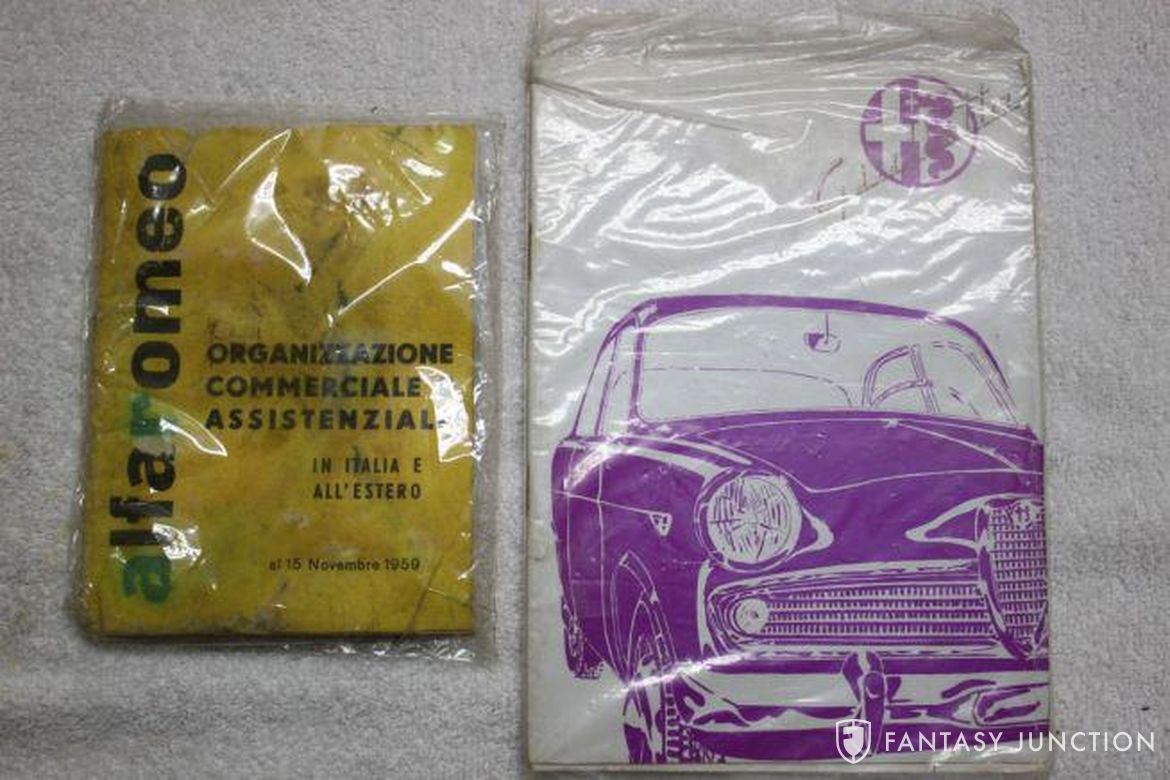 alfa romeo
ORGANIZZAZIONE
COMMERCIALE E
ASSISTENZIAL
IN ITALIA E
ALL'ESTERO
al 15 Novembre 1959
FANTASY JUNCTION